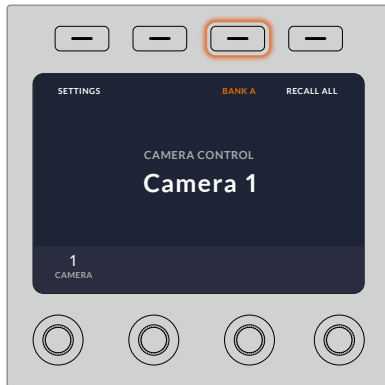 SETTINGS BANK A RECALL ALL
CAMERA CONTROL
Camera 1
1
CAMERA